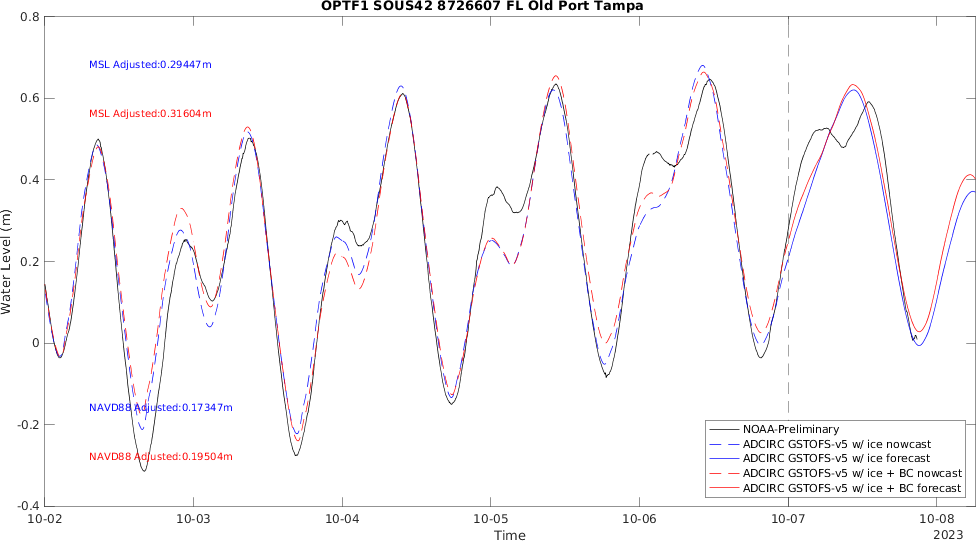 OPTF1 SOUS42 8726607 FL Old Port Tampa
0.8
0.6
0.4
0.2
0
-0.2
-0.4
Water Level (m)
MSL Adjusted:0.29447m
MSL Adjusted:0.31604m
NAVD88 Adjusted:0.17347m
NAVD88 Adjusted:0.19504m
NOAA-Preliminary
ADCIRC GSTOFS-v5 w/ ice nowcast
ADCIRC GSTOFS-v5 w/ ice forecast
ADCIRC GSTOFS-v5 w/ ice + BC nowcast
ADCIRC GSTOFS-v5 w/ ice + BC forecast
10-02 10-03 10-04 10-05 10-06 10-07 10-08
Time
2023